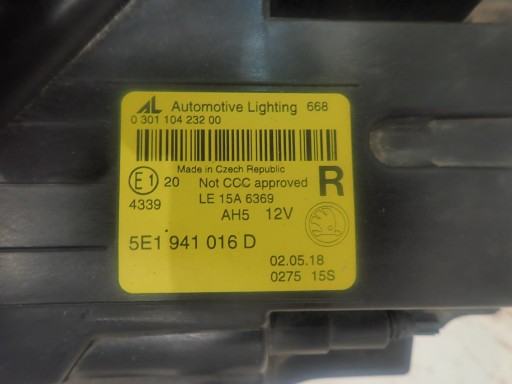 AL Automotive Lighting 668
0 301 104 232 00
Made in Czech Republic
E1 20 Not CCC approved R
4339 LE 15A 6369
AH5 12V
5E1 941 016 D
02.05.18
0275 15S